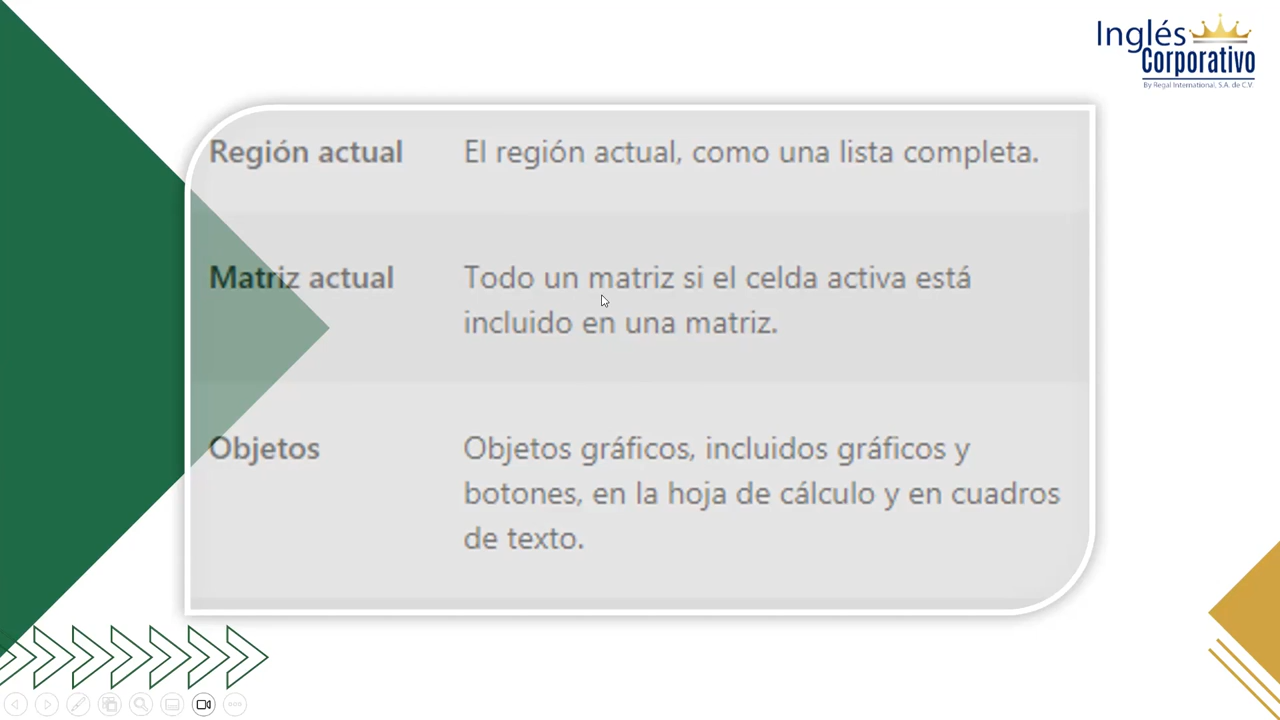 Inglés
Corporativo
By Regal International, S.A. de C.V.
Región actual
El región actual, como una lista completa.
Matriz actual
Todo un matriz si el celda activa está
incluido en una matriz.
Objetos
Objetos gráficos, incluidos gráficos y
botones, en la hoja de cálculo y en cuadros
de texto.